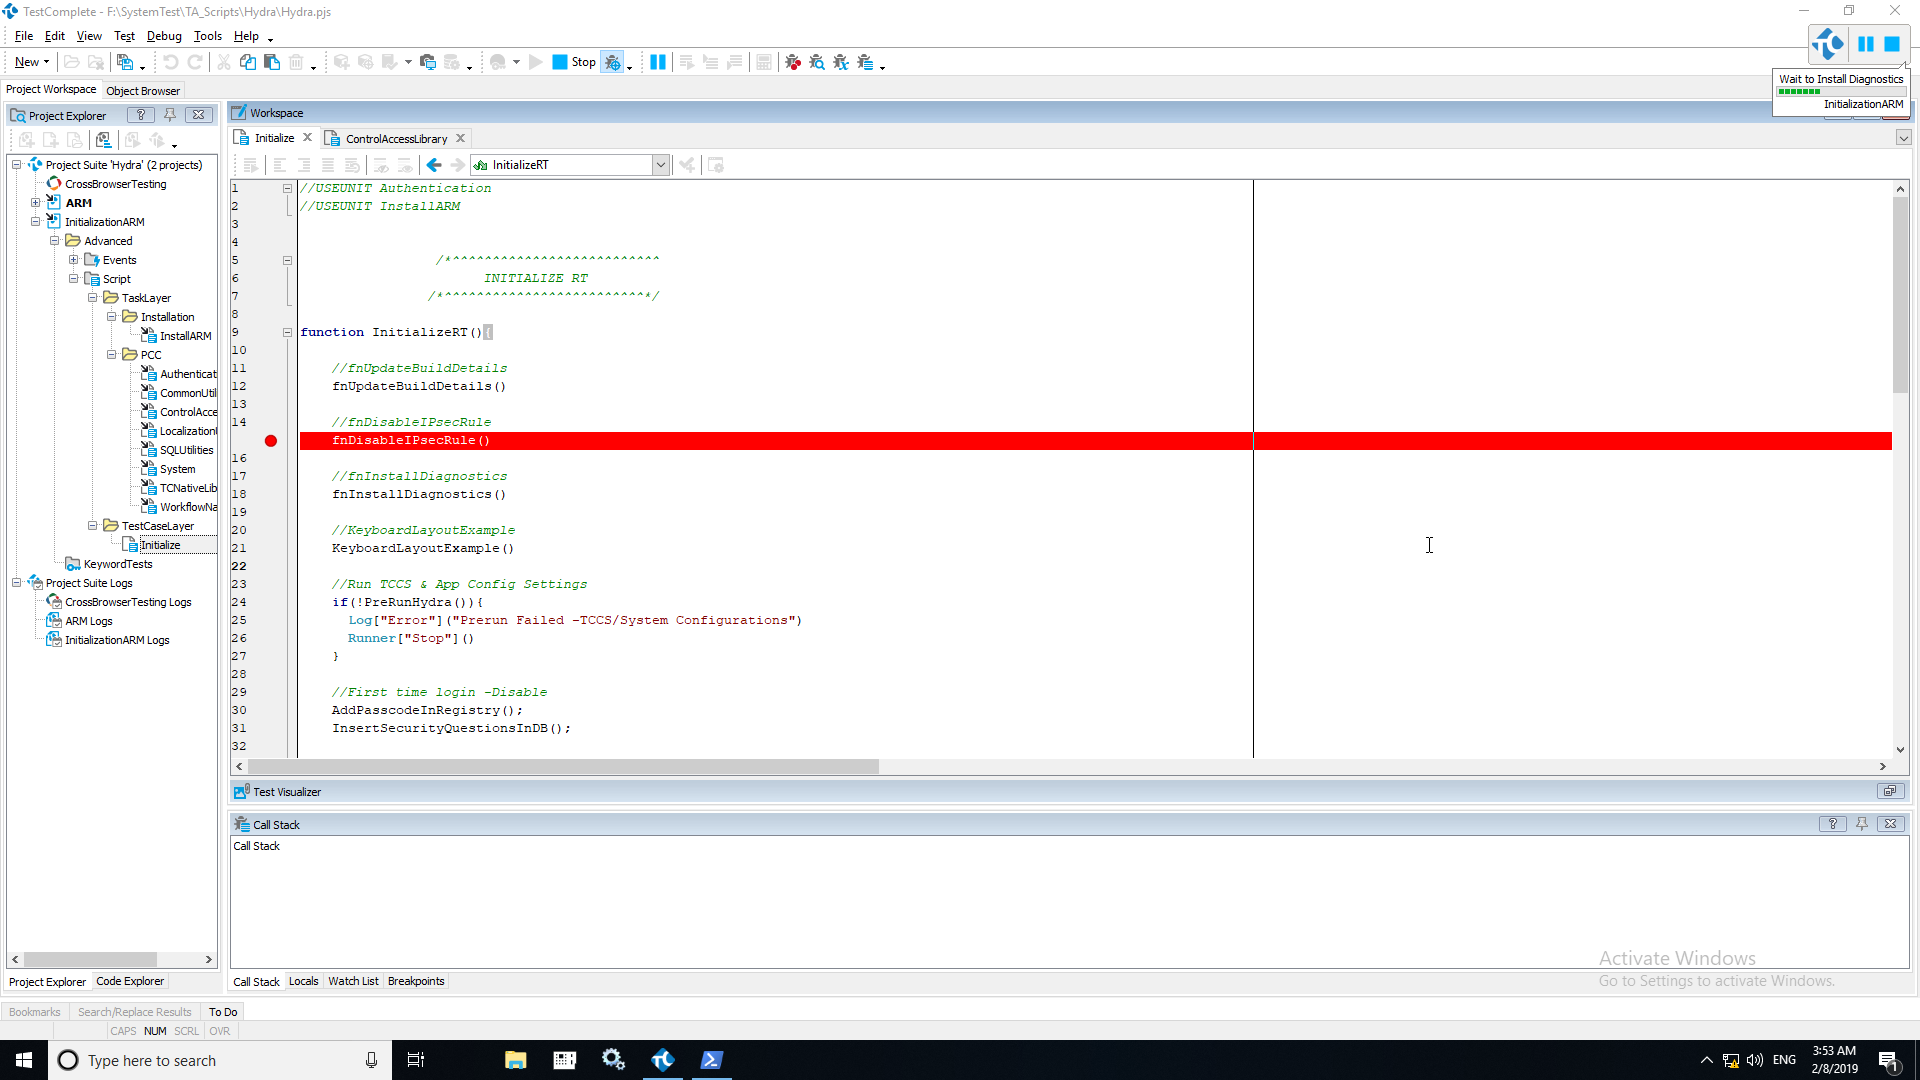 TestComplete - F:\SystemTest\TA_Scripts\Hydra\Hydra.pjs
File Edit View Test Debug Tools Help
New Stop
Wait to Install Diagnostics
InitializationARM
Project Workspace Object Browser
Project Explorer
Workspace
Initialize ControlAccessLibrary
InitializeRT
Project Suite 'Hydra' (2 projects)
CrossBrowserTesting
ARM
InitializationARM
Advanced
Events
Script
TaskLayer
Installation
InstallARM
PCC
Authenticat
CommonUtil
ControlAcce
Localization
SQLUtilities
System
TCNativeLib
WorkflowNa
TestCaseLayer
Initialize
KeywordTests
Project Suite Logs
CrossBrowserTesting Logs
ARM Logs
InitializationARM Logs
1 //USEUNIT Authentication
2 //USEUNIT InstallARM
3
4
5 /*^^^^^^^^^^^^^^^^^^^^^^^^^^
6 INITIALIZE RT
7 /*^^^^^^^^^^^^^^^^^^^^^^^^^*/
8
9 function InitializeRT(){
10
11 //fnUpdateBuildDetails
12 fnUpdateBuildDetails()
13
14 //fnDisableIPsecRule
fnDisableIPsecRule()
16
17 //fnInstallDiagnostics
18 fnInstallDiagnostics()
19
20 //KeyboardLayoutExample
21 KeyboardLayoutExample()
22
23 //Run TCCS & App Config Settings
24 if(!PreRunHydra()){
25 Log["Error"]("Prerun Failed -TCCS/System Configurations")
26 Runner["Stop"]()
27 }
28
29 //First time login -Disable
30 AddPasscodeInRegistry();
31 InsertSecurityQuestionsInDB();
32
Test Visualizer
Call Stack
Call Stack
Activate Windows
Go to Settings to activate Windows.
Project Explorer Code Explorer
Call Stack Locals Watch List Breakpoints
Bookmarks Search/Replace Results To Do
CAPS NUM SCRL OVR
Type here to search
ENG
3:53 AM
2/8/2019
1